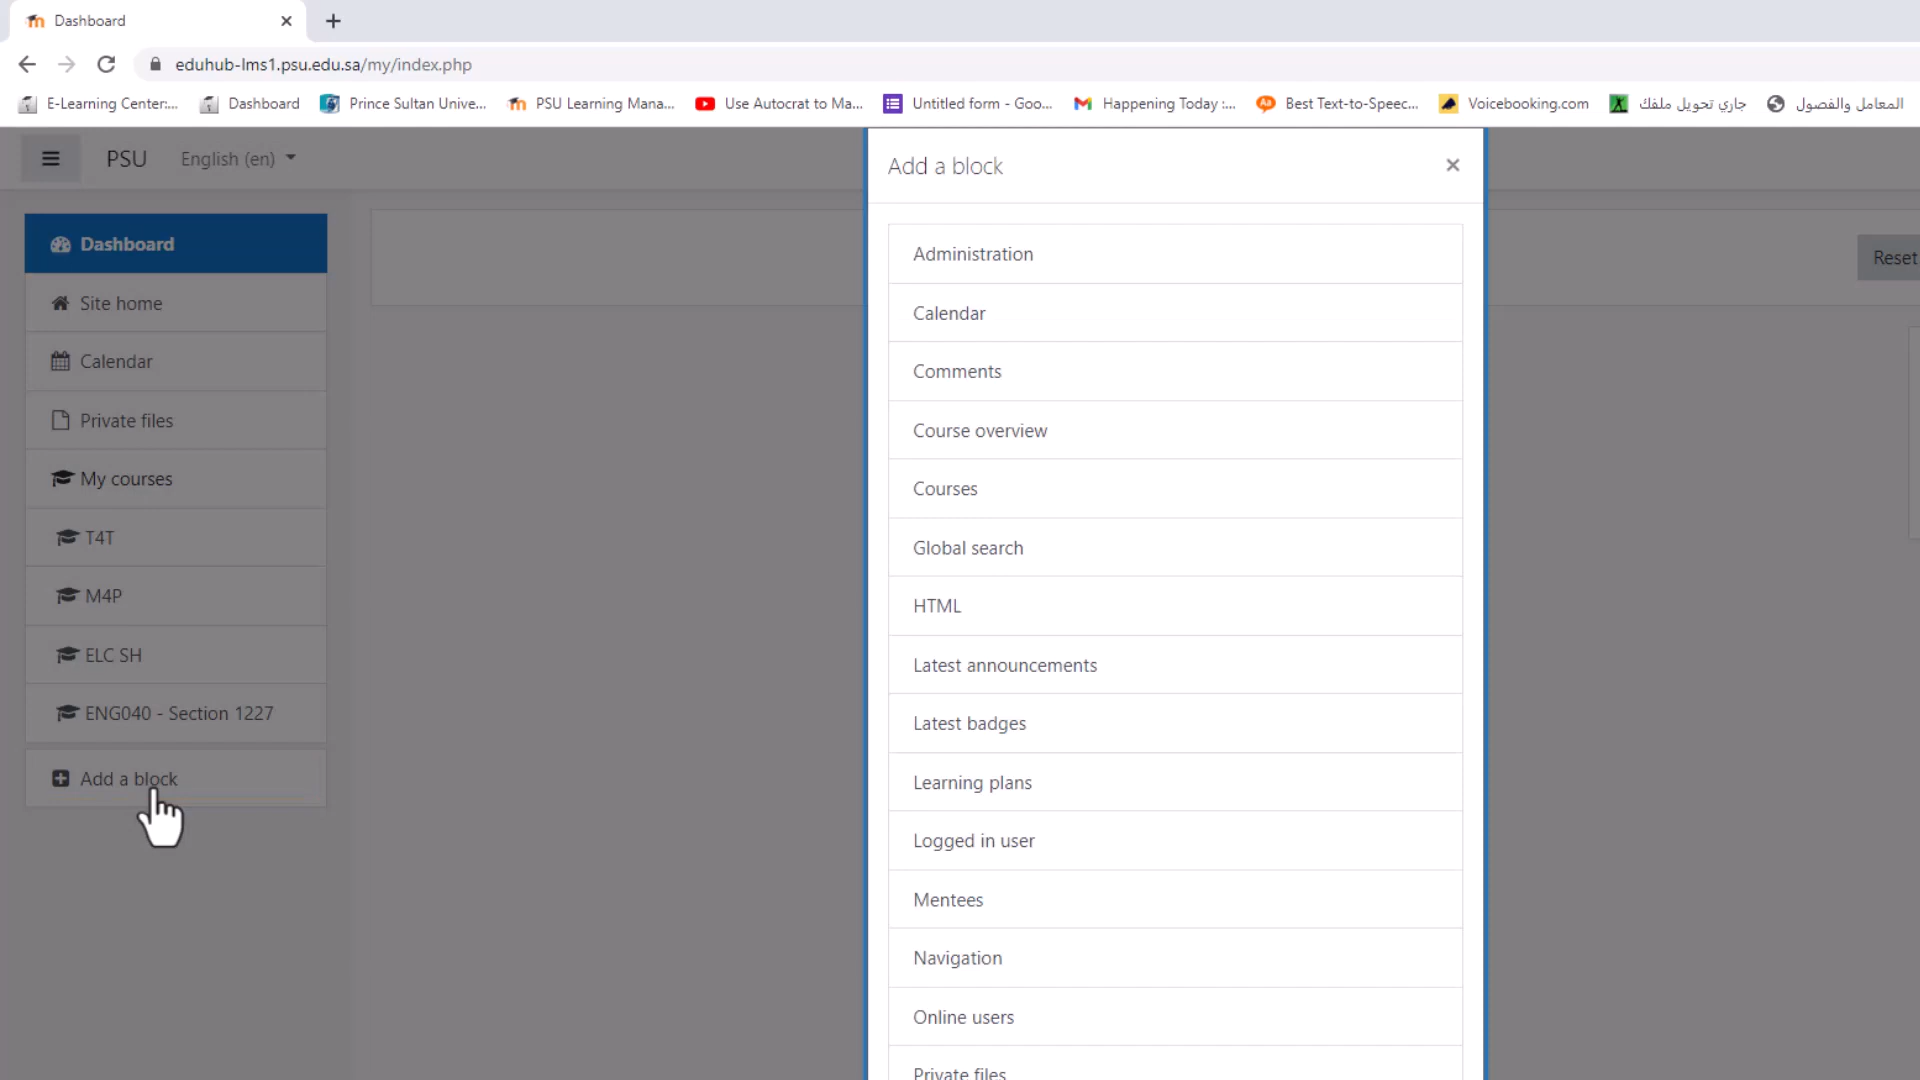 Dashboard
eduhub-lms1.psu.edu.sa/my/index.php
E-Learning Center:... Dashboard Prince Sultan Unive... PSU Learning Mana... Use Autocrat to Ma... Untitled form - Goo... Happening Today :... Best Text-to-Speec... Voicebooking.com جاري تحويل ملفك المعامل والفصول
PSU English (en)
Add a block
Dashboard
Site home
Calendar
Private files
My courses
T4T
M4P
ELC SH
ENG040 - Section 1227
Add a block
Administration
Calendar
Comments
Course overview
Courses
Global search
HTML
Latest announcements
Latest badges
Learning plans
Logged in user
Mentees
Navigation
Online users
Private files
Reset